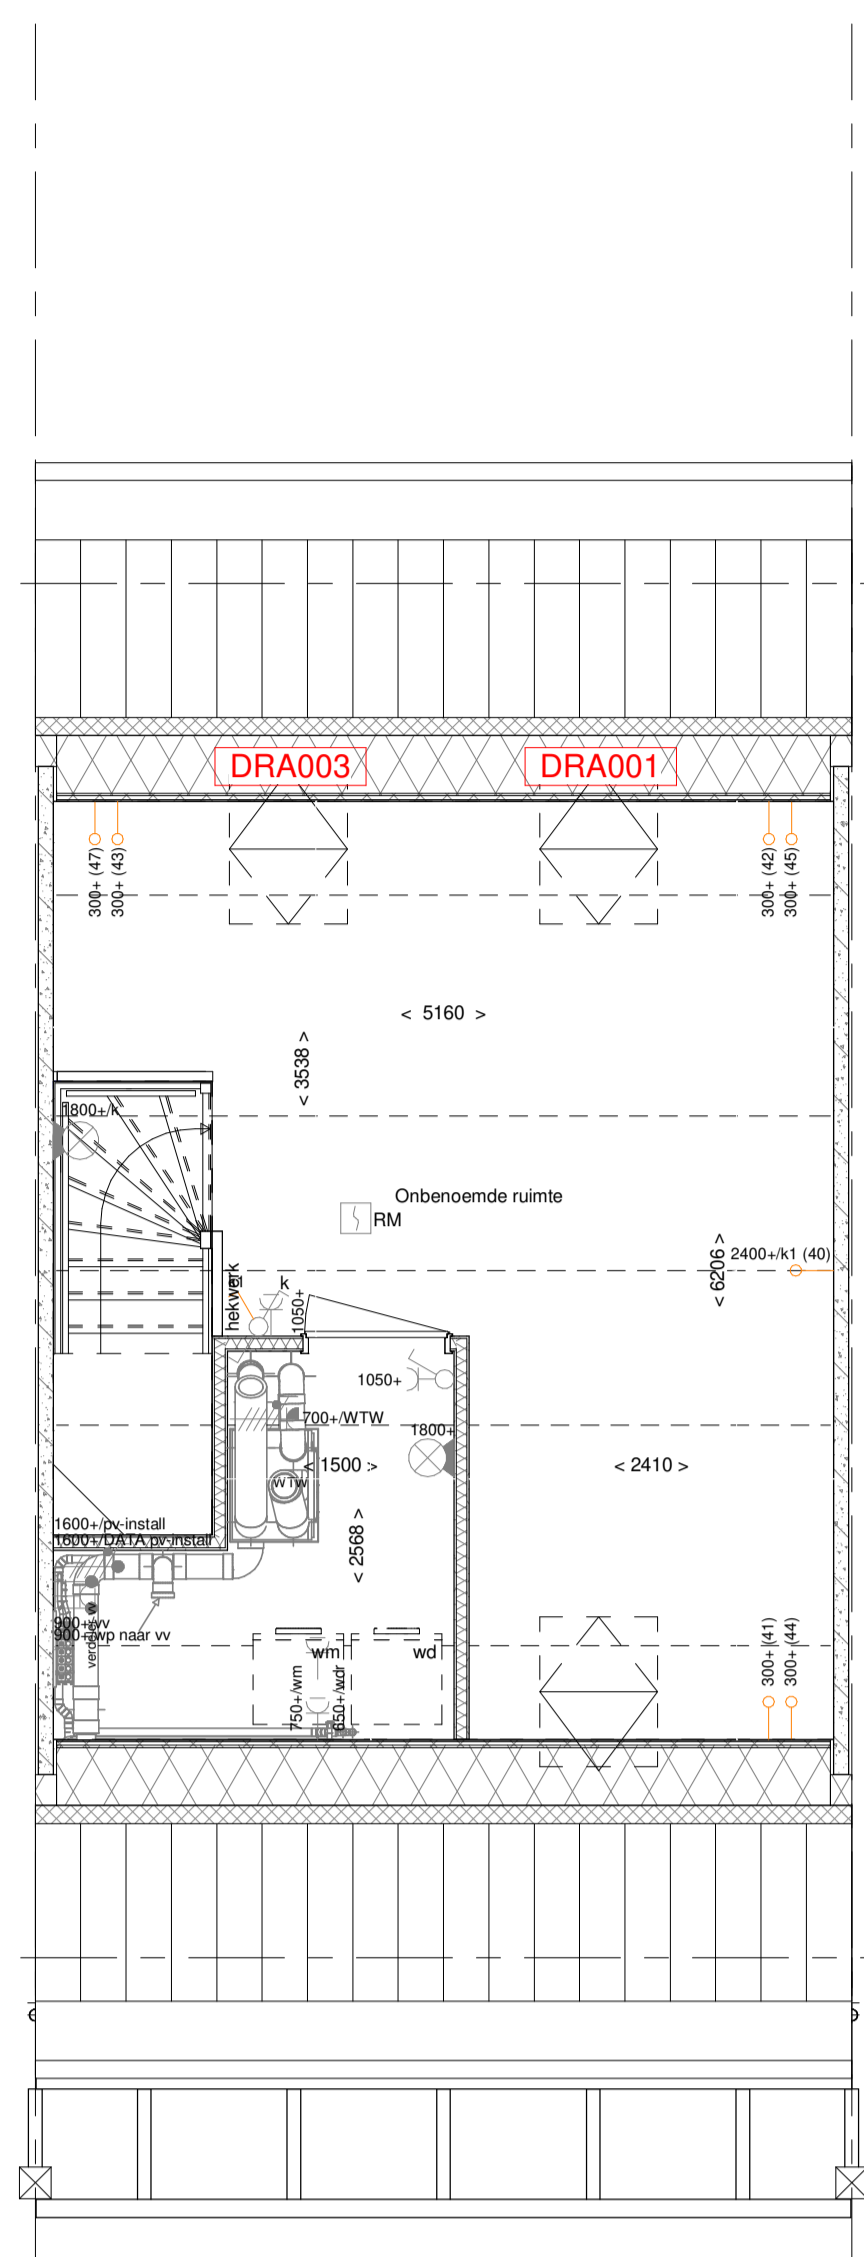 DRA003
DRA001
300+ (47)
300+ (43)
300+ (42)
300+ (45)
< 5160 >
< 3538 >
1800+/k
Onbenoemde ruimte
RM
< 6206 >
2400+/k1 (40)
hekwerk
k
1050+
1050+
700+/WTW
1800+
< 1500 >
< 2410 >
WTW
1600+/pv-install
1600+/DATA pv-install
< 2568 >
900+/vv
900+/wp naar vv
wm
wd
750+/wm
650+/wdr
300+ (41)
300+ (44)